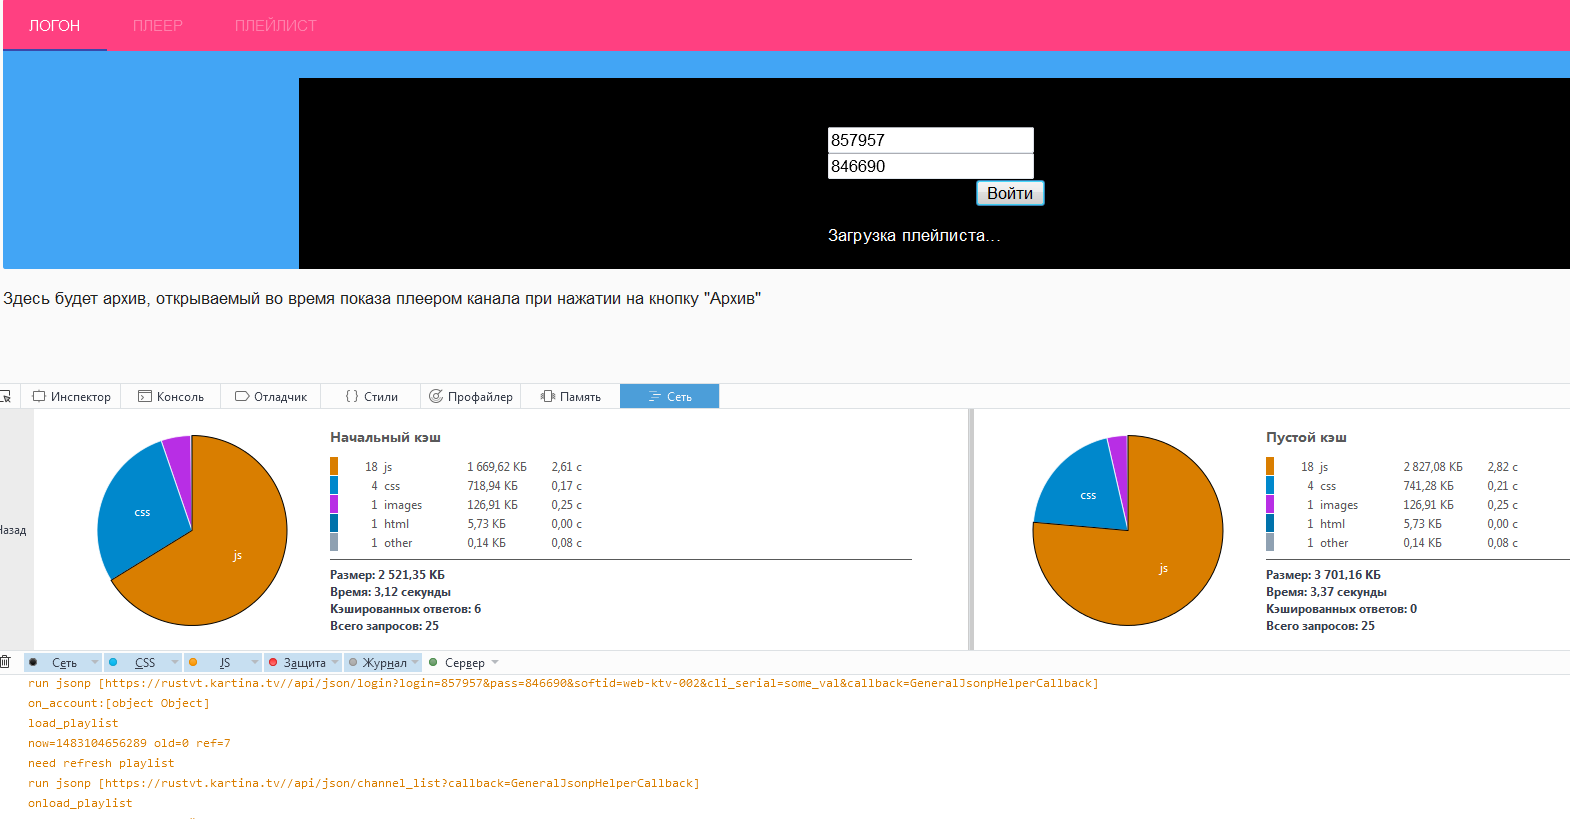 ЛОГОН ПЛЕЕР ПЛЕЙЛИСТ
857957
846690
Войти
Загрузка плейлиста...
Здесь будет архив, открываемый во время показа плеером канала при нажатии на кнопку "Архив"
Инспектор Консоль Отладчик Стили Профайлер Память Сеть
Назад
css
js
Начальный кэш
18 js 1 669,62 КБ 2,61 с
4 css 718,94 КБ 0,17 с
1 images 126,91 КБ 0,25 с
1 html 5,73 КБ 0,00 с
1 other 0,14 КБ 0,08 с
Размер: 2 521,35 КБ
Время: 3,12 секунды
Кэшированных ответов: 6
Всего запросов: 25
css
js
Пустой кэш
18 js 2 827,08 КБ 2,82 с
4 css 741,28 КБ 0,21 с
1 images 126,91 КБ 0,25 с
1 html 5,73 КБ 0,00 с
1 other 0,14 КБ 0,08 с
Размер: 3 701,16 КБ
Время: 3,37 секунды
Кэшированных ответов: 0
Всего запросов: 25
Сеть CSS JS Защита Журнал Сервер
run jsonp [https://rustvt.kartina.tv//api/json/login?login=857957&pass=846690&softid=web-ktv-002&cli_serial=some_val&callback=GeneralJsonpHelperCallback]
on_account:[object Object]
load_playlist
now=1483104656289 old=0 ref=7
need refresh playlist
run jsonp [https://rustvt.kartina.tv//api/json/channel_list?callback=GeneralJsonpHelperCallback]
onload_playlist